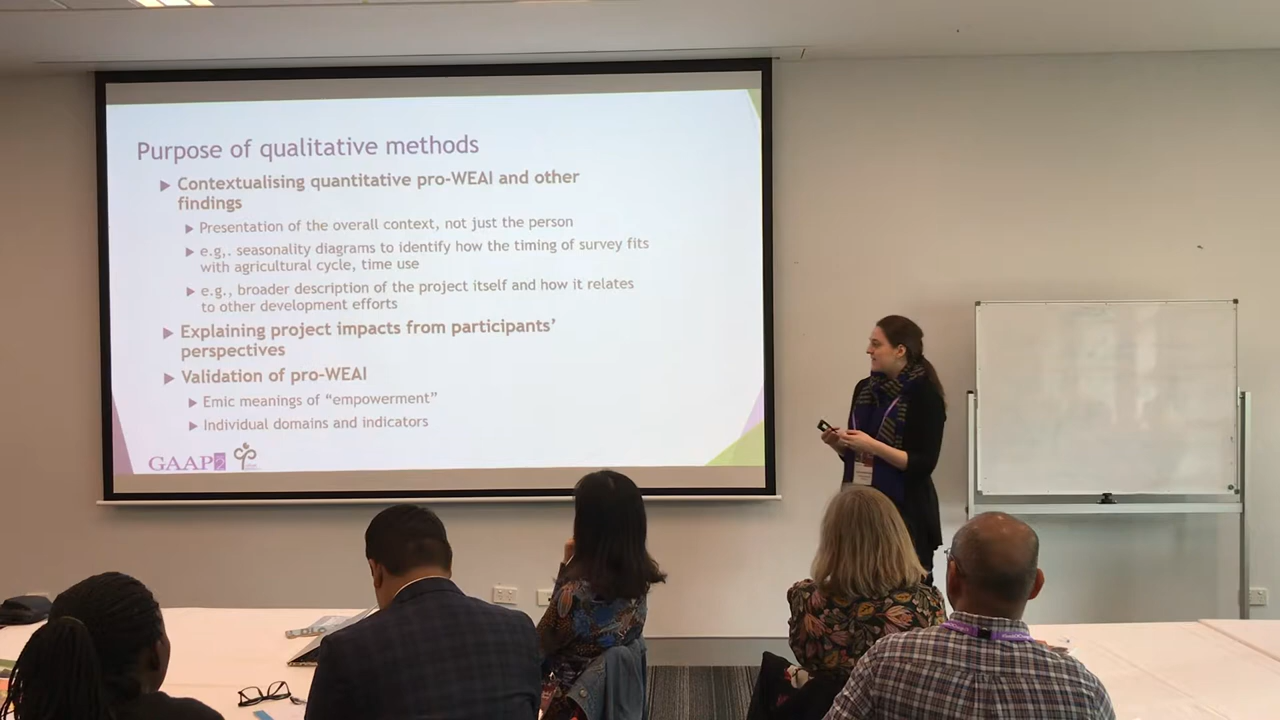 Purpose of qualitative methods
Contextualising quantitative pro-WEAI and other
findings
Presentation of the overall context, not just the person
e.g,. seasonality diagrams to identify how the timing of survey fits
with agricultural cycle, time use
e.g., broader description of the project itself and how it relates
to other development efforts
Explaining project impacts from participants'
perspectives
Validation of pro-WEAI
Emic meanings of “empowerment”
Individual domains and indicators
GAAP2